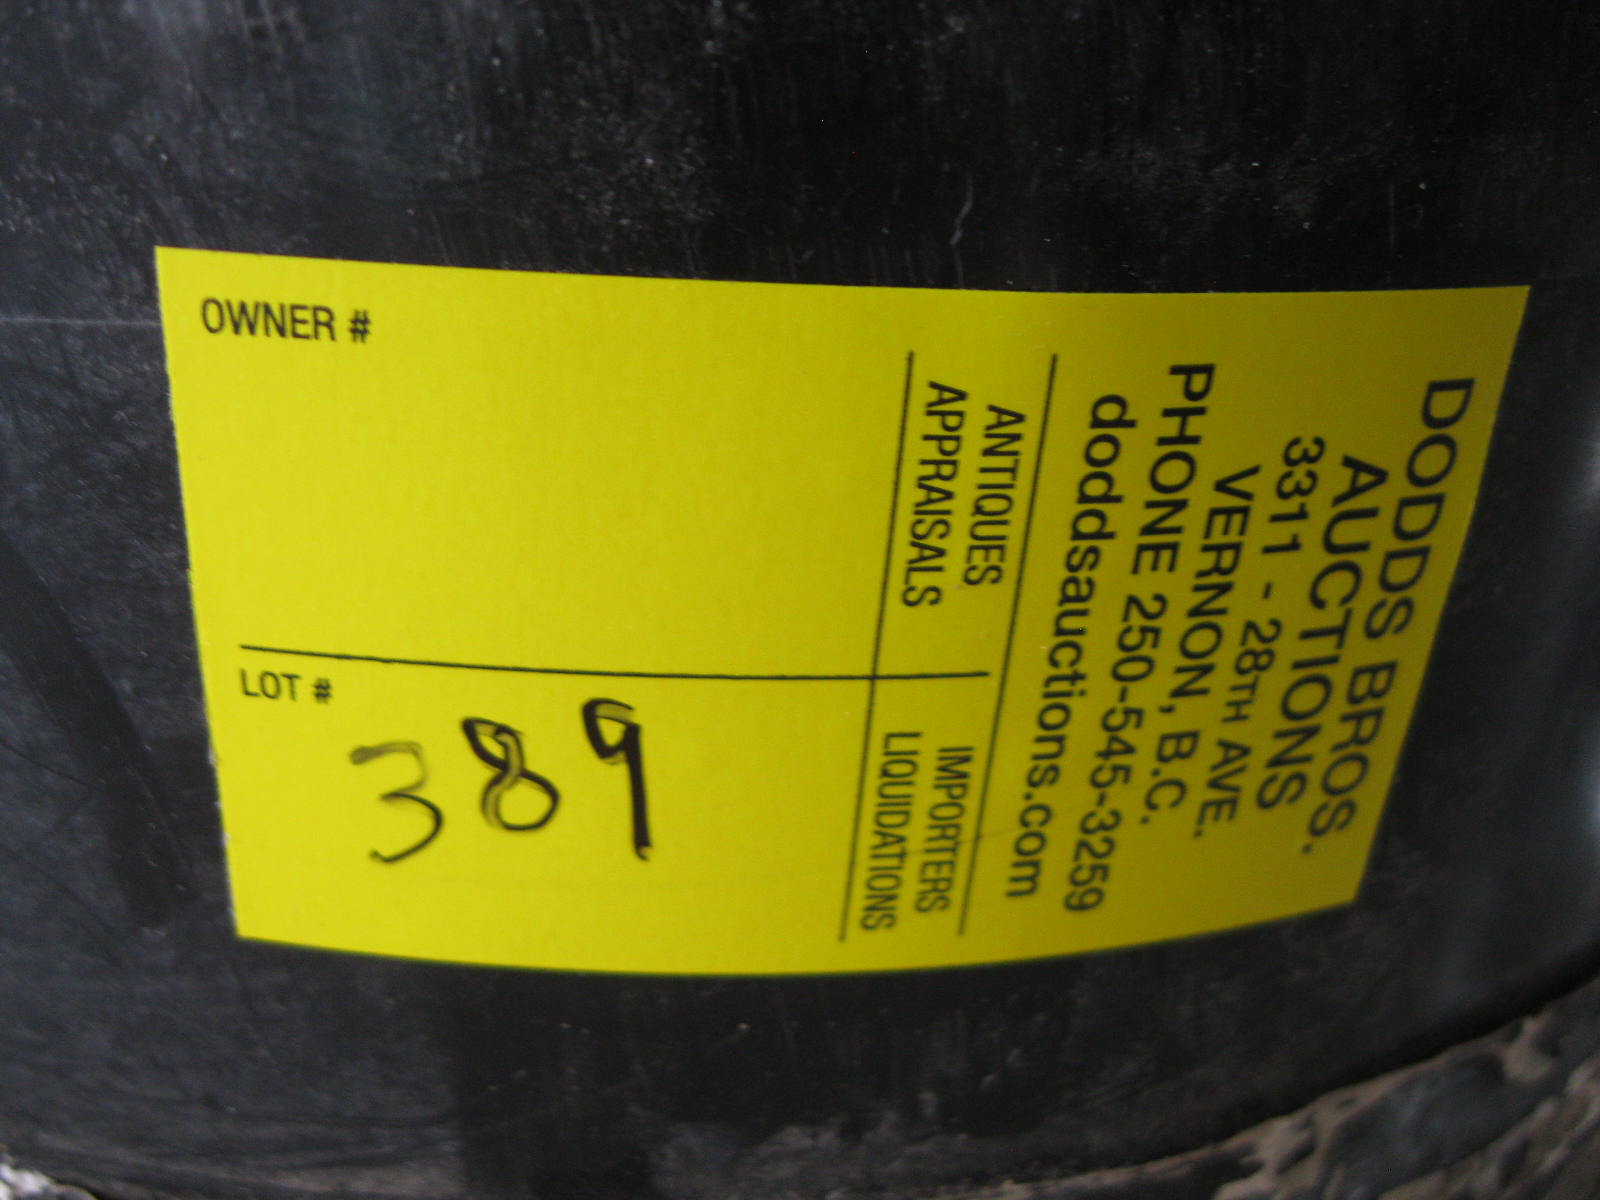 DODDS BROS.
AUCTIONS
3311 - 28TH AVE.
VERNON, B.C.
PHONE 250-545-3259
doddsauctions.com
ANTIQUES
APPRAISALS
IMPORTERS
LIQUIDATIONS
OWNER #
LOT #
389